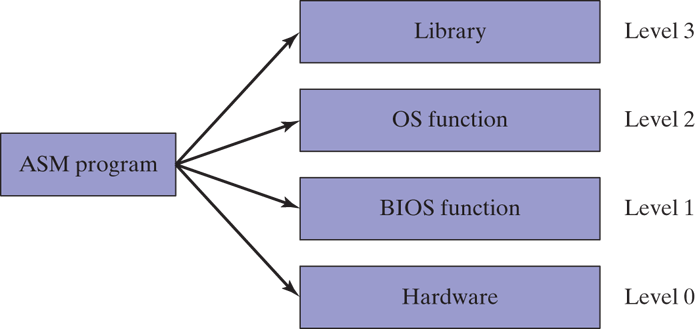 Library Level 3
OS function Level 2
ASM program
BIOS function Level 1
Hardware Level 0